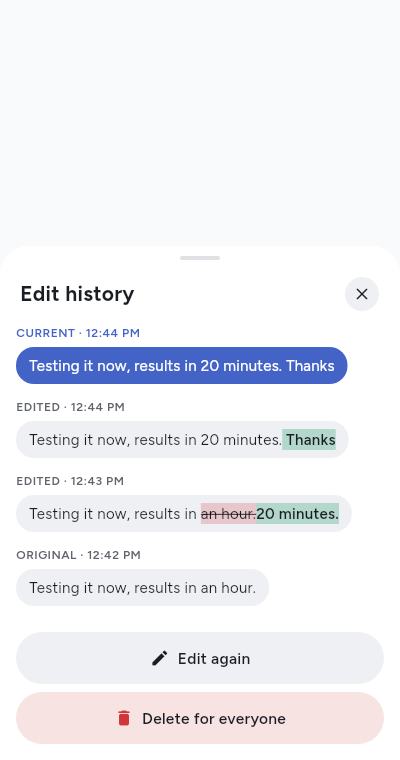 Edit history
CURRENT · 12:44 PM
Testing it now, results in 20 minutes. Thanks
EDITED · 12:44 PM
Testing it now, results in 20 minutes. Thanks
EDITED · 12:43 PM
Testing it now, results in an hour.20 minutes.
ORIGINAL · 12:42 PM
Testing it now, results in an hour.
Edit again
Delete for everyone